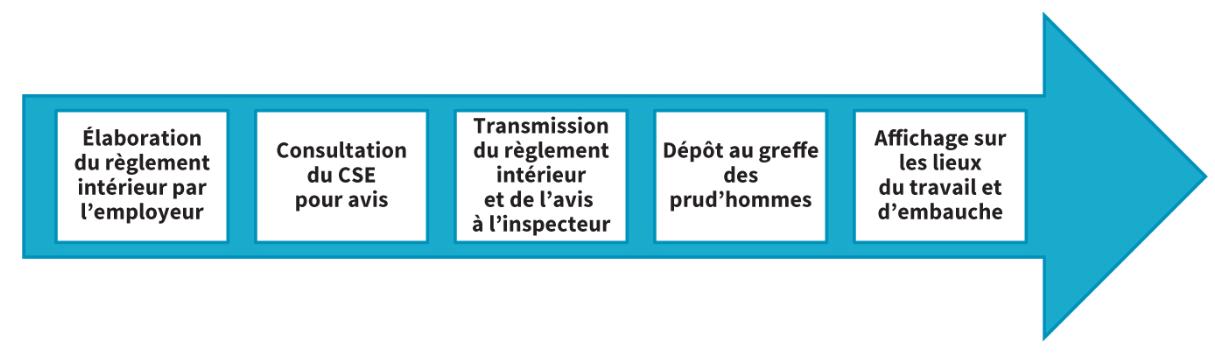 Élaboration
du règlement
intérieur par
l’employeur
Consultation
du CSE
pour avis
Transmission
du règlement
intérieur
et de l’avis
à l’inspecteur
Dépôt au greffe
des
prud’hommes
Affichage sur
les lieux
du travail et
d’embauche